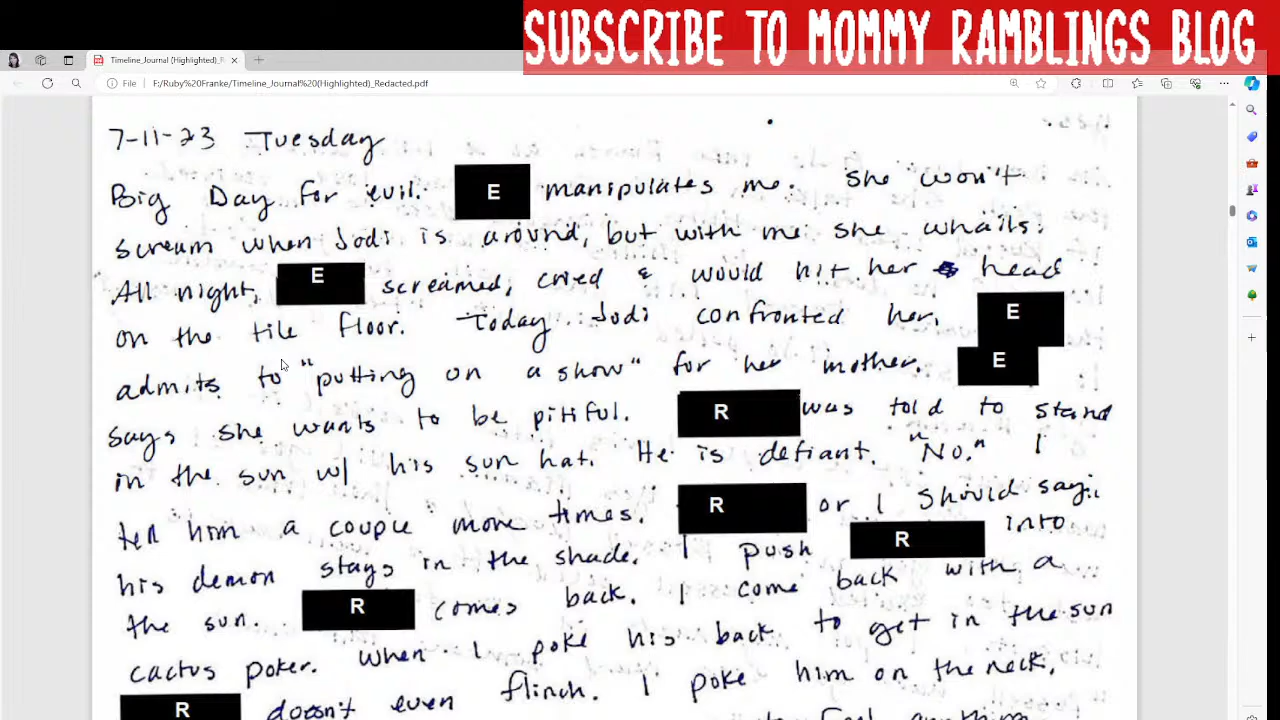 SUBSCRIBE TO MOMMY RAMBLINGS BLOG
Timeline_Journal (Highlighted)_R
File F:/Ruby%20Franke/Timeline_Journal%20(Highlighted)_Redacted.pdf
7-11-23 Tuesday
Big Day for evil. E manipulates me. She won't
scream when Jodi is around, but with me she whails.
All night, E screamed, cried & would hit her head
on the tile floor. Today Jodi confronted her. E
admits to "putting on a show" for her mother. E
says she wants to be pitiful. R was told to stand
in the sun w/ his sun hat. He is defiant. "No." I
tell him a couple more times. R or I should say,
his demon stays in the shade. I push R into
the sun. R comes back. I come back with a
cactus poker. When I poke his back to get in the sun
R doesn't even flinch. I poke him on the neck.